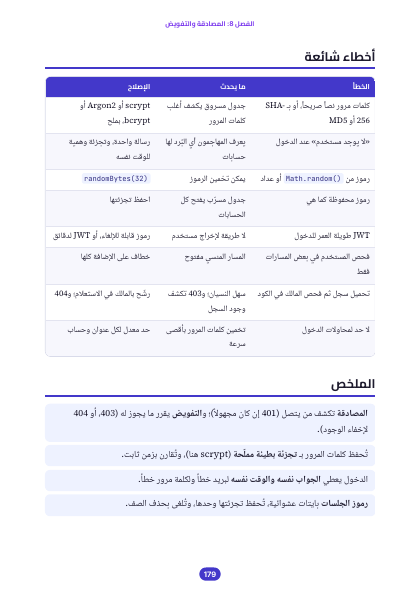 الفصل 8: المصادقة والتفويض
أخطاء شائعة
الخطأ ما يحدث الإصلاح
كلمات مرور نصاً صريحاً، أو بـ SHA- جدول مسروق يكشف أغلب scrypt أو Argon2 أو
256 أو MD5 كلمات المرور bcrypt، بملح
«لا يوجد مستخدم» عند الدخول يعرف المهاجمون أي البُرد لها رسالة واحدة، وتجزئة وهمية
حسابات للوقت نفسه
رموز من Math.random() أو عداد يمكن تخمين الرموز randomBytes(32)
رموز محفوظة كما هي جدول مسرّب يفتح كل احفظ تجزئتها
الحسابات
JWT طويلة العمر للدخول لا طريقة لإخراج مستخدم رموز قابلة للإلغاء، أو JWT لدقائق
فحص المستخدم في بعض المسارات المسار المنسي مفتوح خطاف على الإضافة كلها
فقط
تحميل سجل ثم فحص المالك في الكود سهل النسيان؛ و403 تكشف رشّح بالمالك في الاستعلام؛ و404
وجود السجل
لا حد لمحاولات الدخول تخمين كلمات المرور بأقصى حد معدل لكل عنوان وحساب
سرعة
الملخص
المصادقة تكشف من يتصل (401 إن كان مجهولاً)؛ والتفويض يقرر ما يجوز له (403، أو 404
لإخفاء الوجود).
تُحفظ كلمات المرور بـ تجزئة بطيئة مملّحة (scrypt هنا)، وتُقارن بزمن ثابت.
الدخول يعطي الجواب نفسه والوقت نفسه لبريد خطأ ولكلمة مرور خطأ.
رموز الجلسات بايتات عشوائية، تُحفظ تجزئتها وحدها، وتُلغى بحذف الصف.
179